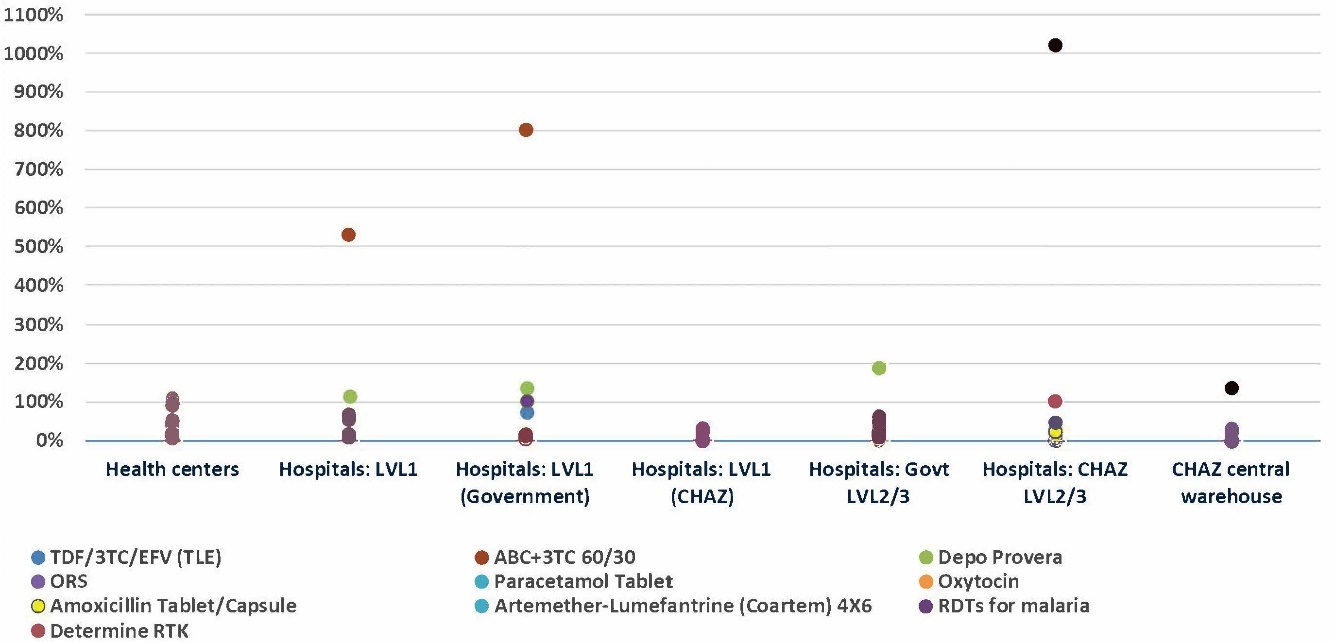 1100%
1000%
900%
800%
700%
600%
500%
400%
300%
200%
100%
0%
Health centers Hospitals: LVL1 Hospitals: LVL1 Hospitals: LVL1 Hospitals: Govt Hospitals: CHAZ CHAZ central
(Government) (CHAZ) LVL2/3 LVL2/3 warehouse
TDF/3TC/EFV (TLE) ABC+3TC 60/30 Depo Provera
ORS Paracetamol Tablet Oxytocin
Amoxicillin Tablet/Capsule Artemether-Lumefantrine (Coartem) 4X6 RDTs for malaria
Determine RTK